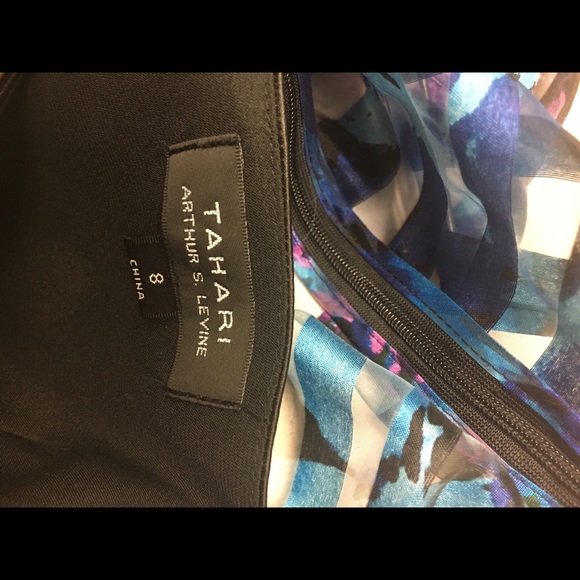 TAHARI
ARTHUR S. LEVINE
8
CHINA